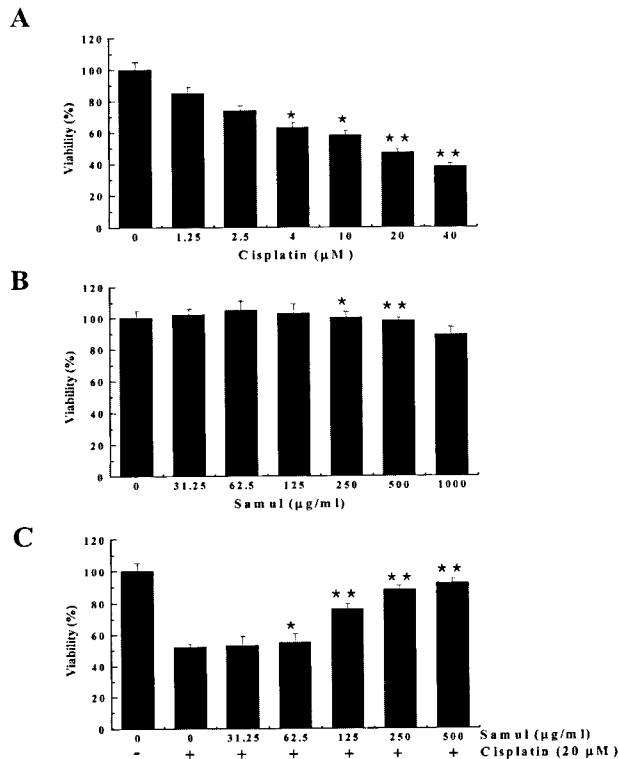 A
120
100
80
60
40
20
0
Viability (%)
★ ★ ★★ ★★
0 1.25 2.5 4 10 20 40
Cisplatin (μM)
B
120
100
80
60
40
20
0
Viability (%)
★ ★★
0 31.25 62.5 125 250 500 1000
Samul (μg/ml)
C
120
100
80
60
40
20
0
Viability (%)
★ ★★ ★★ ★★
0 0 31.25 62.5 125 250 500 Samul (μg/ml)
- + + + + + + Cisplatin (20 μM)